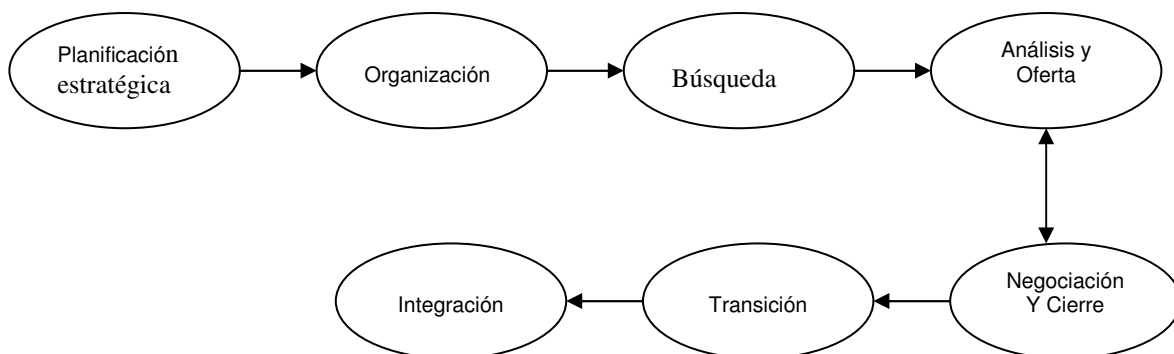 Planificación
estratégica
Organización
Búsqueda
Análisis y
Oferta
Negociación
Y Cierre
Transición
Integración